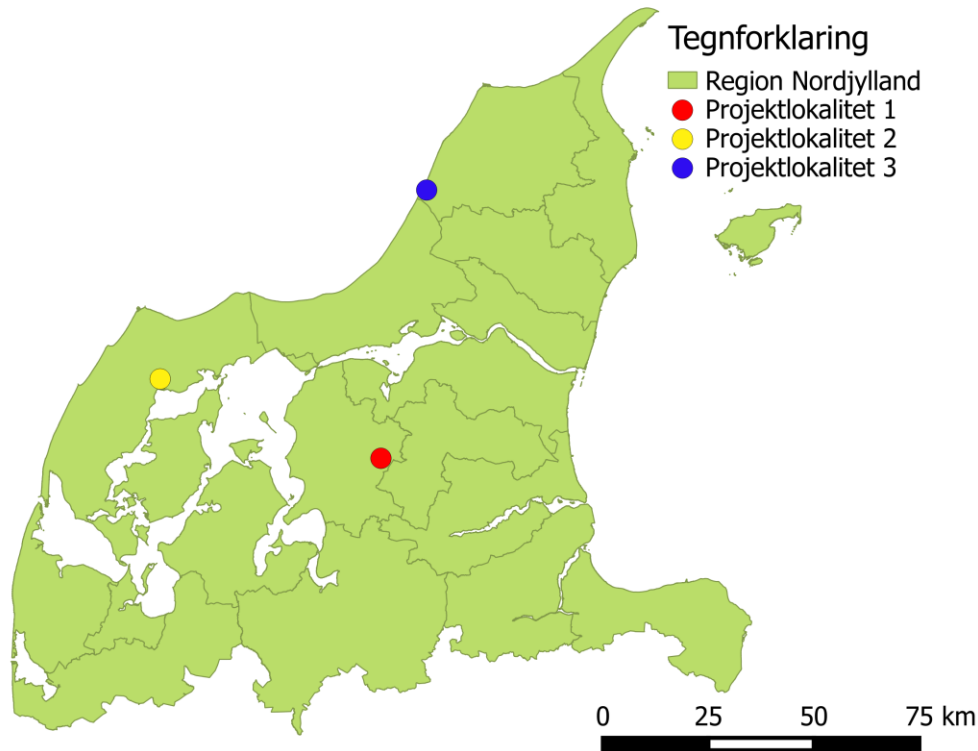 Tegnforklaring
Region Nordjylland
Projektlokalitet 1
Projektlokalitet 2
Projektlokalitet 3
0 25 50 75 km